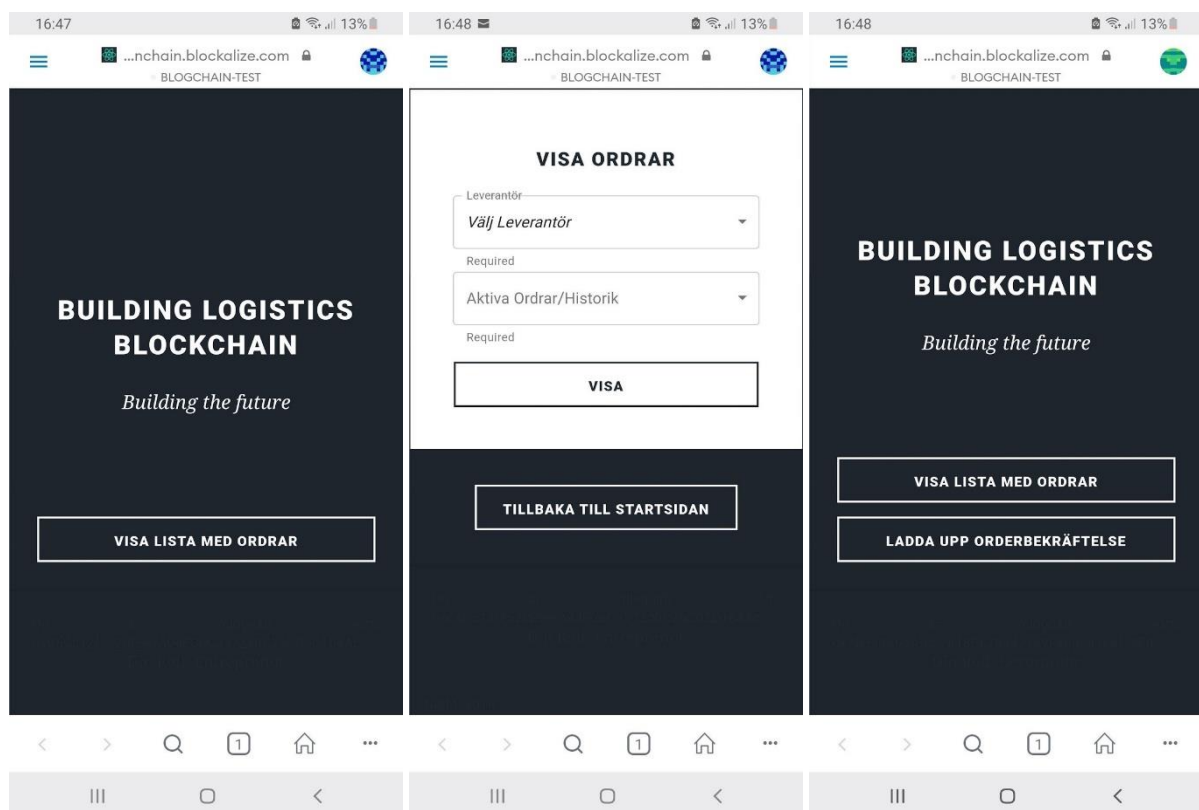 16:47
13%
...nchain.blockalize.com
BLOGCHAIN-TEST
BUILDING LOGISTICS
BLOCKCHAIN
Building the future
VISA LISTA MED ORDRAR
1
16:48
13%
...nchain.blockalize.com
BLOGCHAIN-TEST
VISA ORDRAR
Leverantör
Välj Leverantör
Required
Aktiva Ordrar/Historik
Required
VISA
TILLBAKA TILL STARTSIDAN
1
16:48
13%
...nchain.blockalize.com
BLOGCHAIN-TEST
BUILDING LOGISTICS
BLOCKCHAIN
Building the future
VISA LISTA MED ORDRAR
LADDA UPP ORDERBEKRÄFTELSE
1